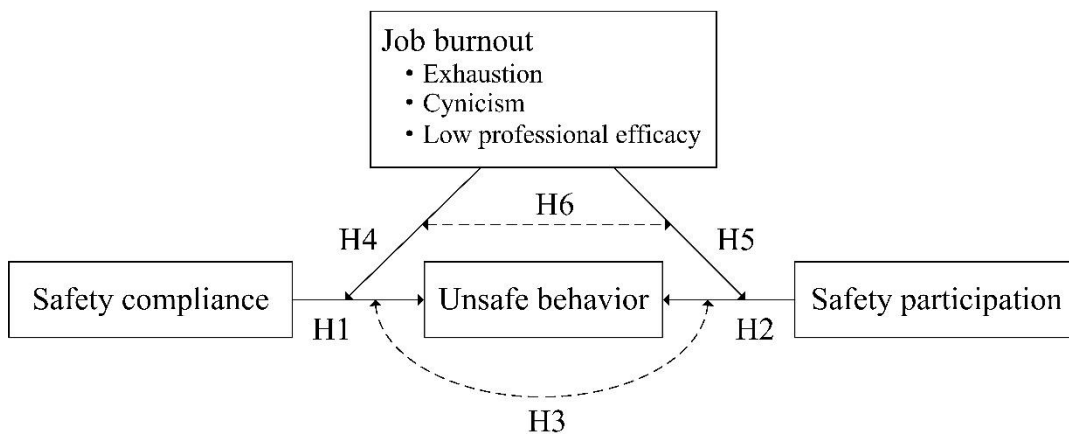 Job burnout
• Exhaustion
• Cynicism
• Low professional efficacy
H6
H4
H5
Safety compliance
Unsafe behavior
Safety participation
H1
H2
H3